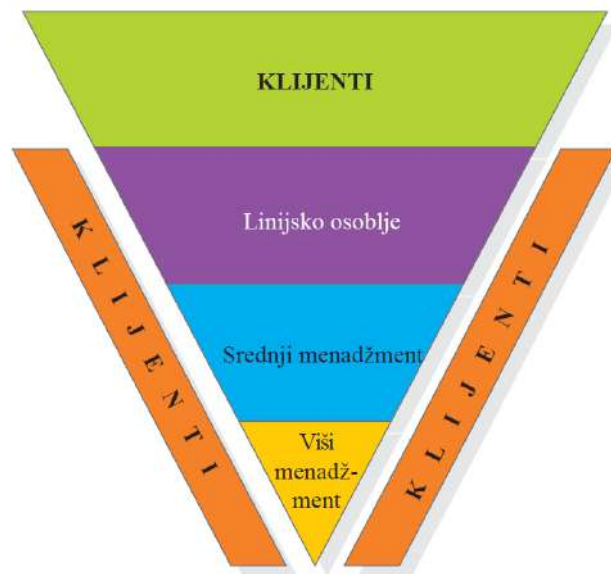 KLIJENTI
Linijsko osoblje
K L I J E N T I
K L I J E N T I
Srednji menadžment
Viši
menadž-
ment